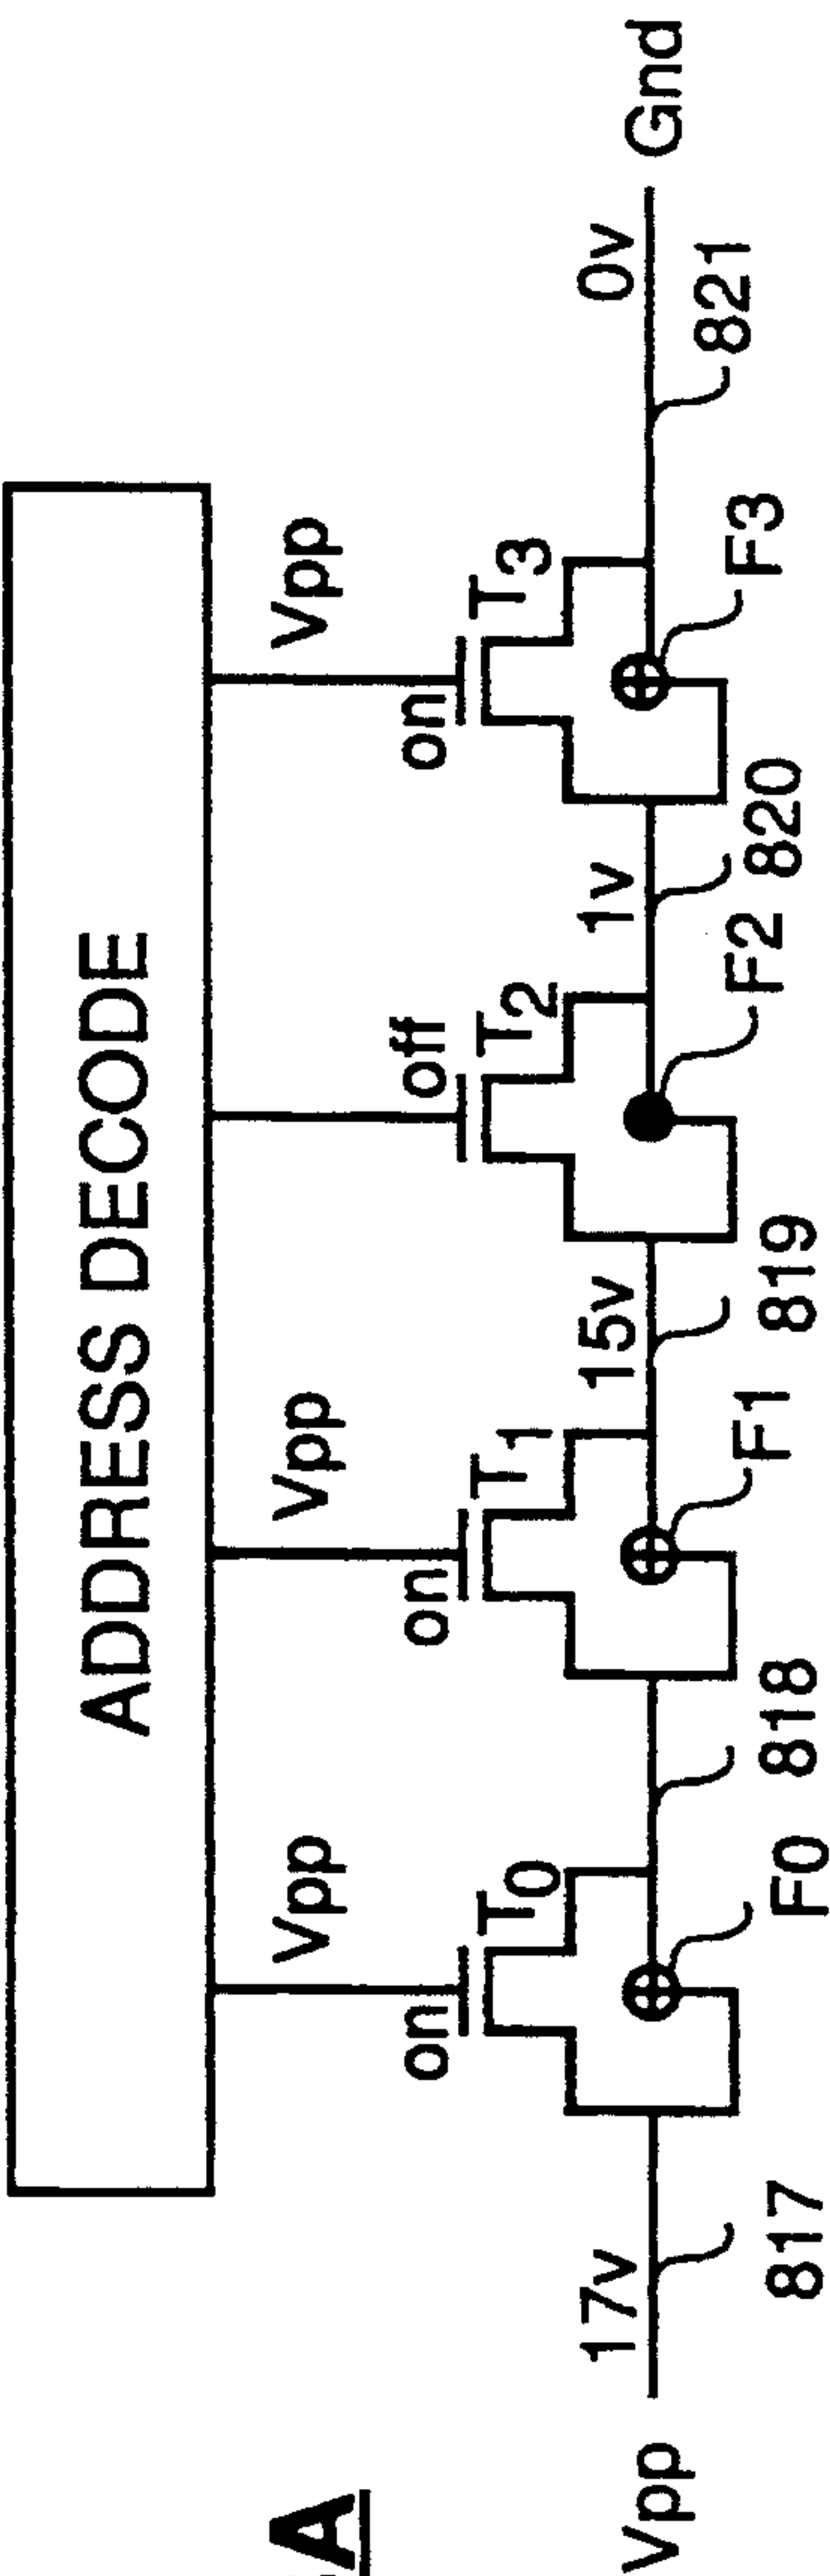 ADDRESS DECODE
Vpp Vpp Vpp
on T0 on T1 off T2 on T3
Vpp 17v 15v 1v 0v Gnd
F0 F1 F2 F3
817 818 819 820 821
A